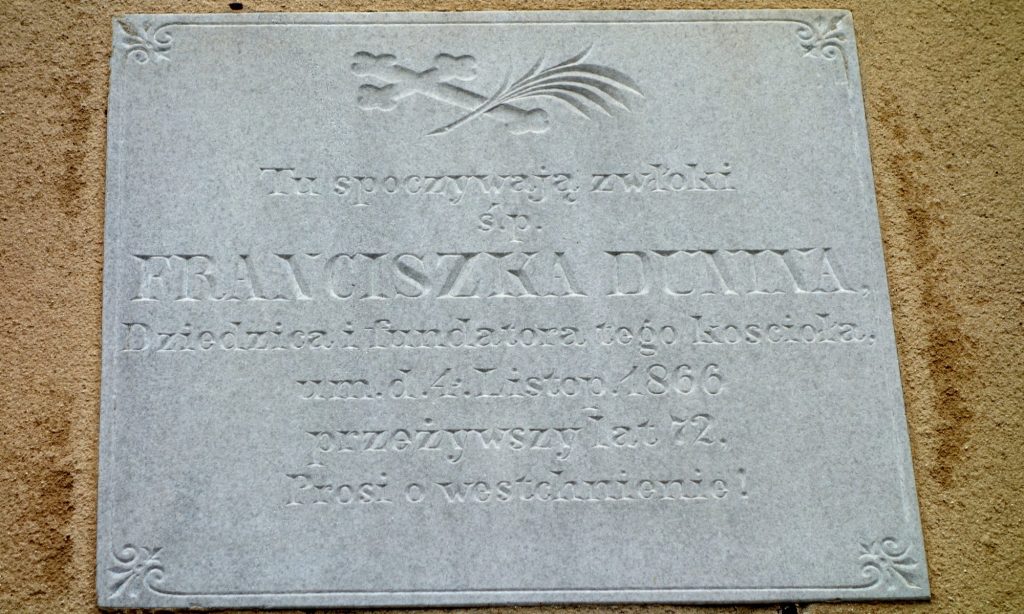 Tu spoczywają zwłoki
ś.p.
FRANCISZKA DUNINA,
Dziedzica i fundatora tego kościoła,
um. d. 4. Listop. 1866
przeżywszy lat 72.
Prosi o westchnienie!